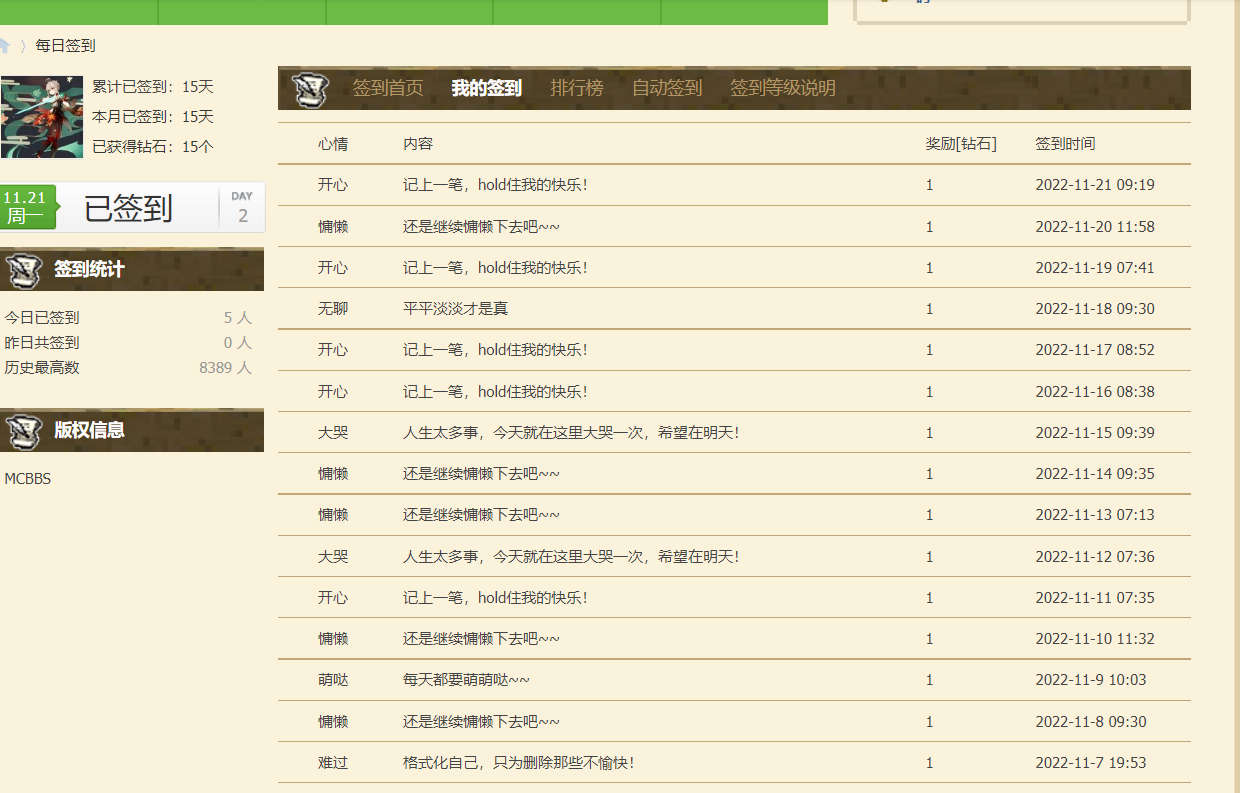 每日签到
累计已签到：15天
本月已签到：15天
已获得钻石：15个
11.21
周一
已签到
DAY
2
签到统计
今日已签到 5 人
昨日共签到 0 人
历史最高数 8389 人
版权信息
MCBBS
签到首页 我的签到 排行榜 自动签到 签到等级说明
心情 内容 奖励[钻石] 签到时间
开心 记上一笔，hold住我的快乐！ 1 2022-11-21 09:19
慵懒 还是继续慵懒下去吧~~ 1 2022-11-20 11:58
开心 记上一笔，hold住我的快乐！ 1 2022-11-19 07:41
无聊 平平淡淡才是真 1 2022-11-18 09:30
开心 记上一笔，hold住我的快乐！ 1 2022-11-17 08:52
开心 记上一笔，hold住我的快乐！ 1 2022-11-16 08:38
大哭 人生太多事，今天就在这里大哭一次，希望在明天！ 1 2022-11-15 09:39
慵懒 还是继续慵懒下去吧~~ 1 2022-11-14 09:35
慵懒 还是继续慵懒下去吧~~ 1 2022-11-13 07:13
大哭 人生太多事，今天就在这里大哭一次，希望在明天！ 1 2022-11-12 07:36
开心 记上一笔，hold住我的快乐！ 1 2022-11-11 07:35
慵懒 还是继续慵懒下去吧~~ 1 2022-11-10 11:32
萌哒 每天都要萌萌哒~~ 1 2022-11-9 10:03
慵懒 还是继续慵懒下去吧~~ 1 2022-11-8 09:30
难过 格式化自己，只为删除那些不愉快！ 1 2022-11-7 19:53